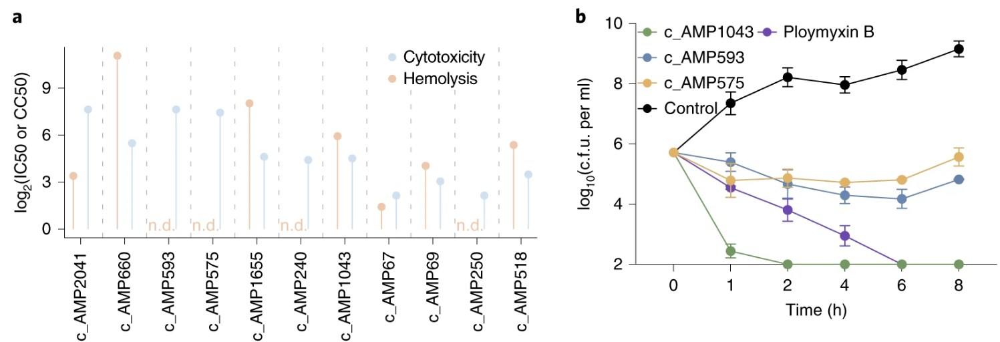 a
log2(IC50 or CC50)
9
6
3
0
Cytotoxicity
Hemolysis
n.d. n.d. n.d. n.d.
c_AMP2041
c_AMP660
c_AMP593
c_AMP575
c_AMP1655
c_AMP240
c_AMP1043
c_AMP67
c_AMP69
c_AMP250
c_AMP518
b
log10(c.f.u. per ml)
10
8
6
4
2
c_AMP1043 Ploymyxin B
c_AMP593
c_AMP575
Control
0 1 2 4 6 8
Time (h)